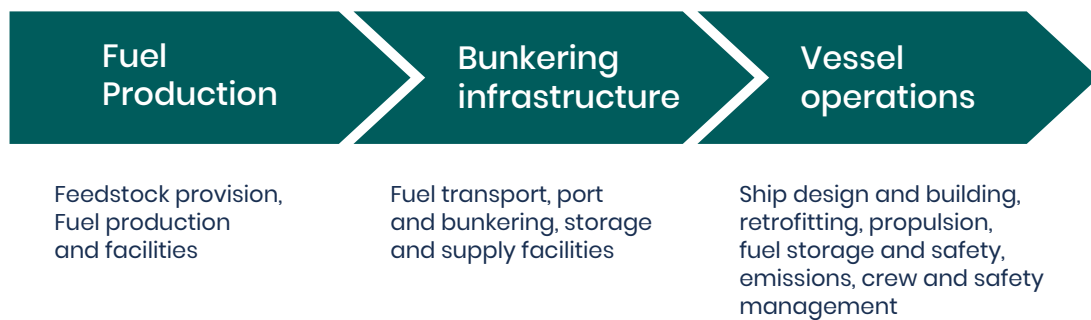 Fuel
Production
Bunkering
infrastructure
Vessel
operations
Feedstock provision,
Fuel production
and facilities
Fuel transport, port
and bunkering, storage
and supply facilities
Ship design and building,
retrofitting, propulsion,
fuel storage and safety,
emissions, crew and safety
management